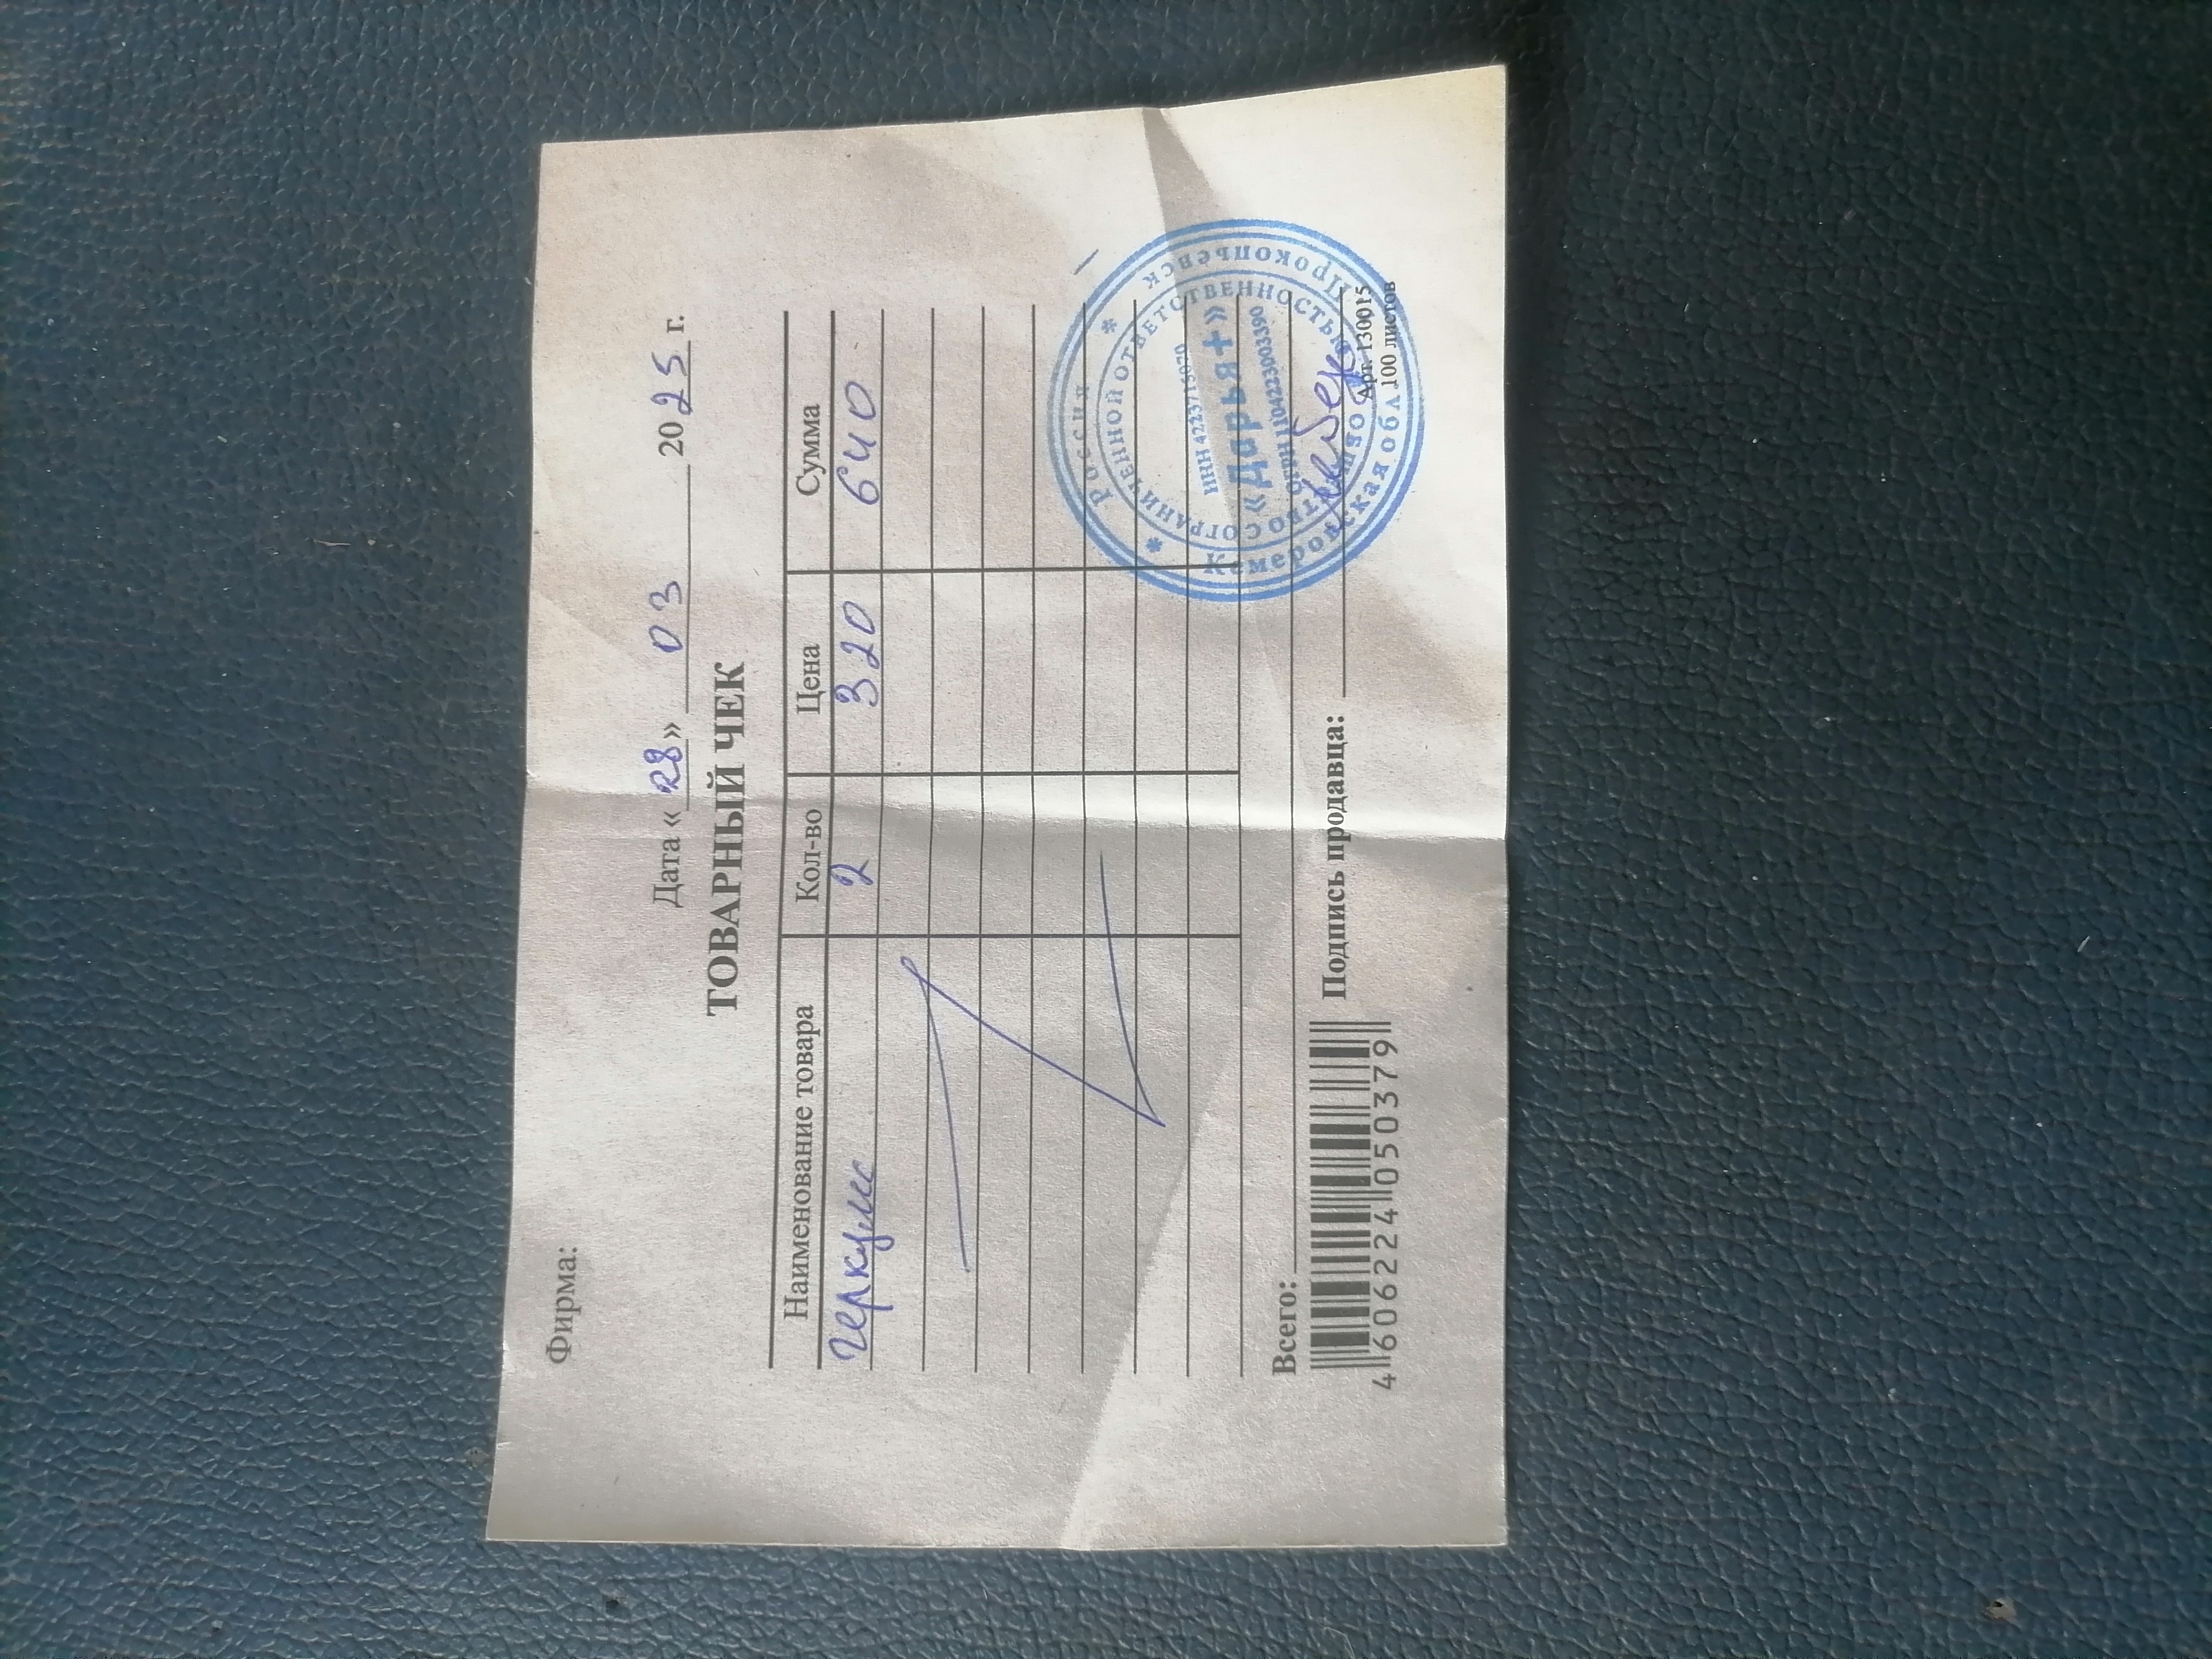 Фирма:
Дата « 28 » 03 2025 г.
ТОВАРНЫЙ ЧЕК
Наименование товара Кол-во Цена Сумма
Геркулес 2 320 640
Всего:
Подпись продавца:
4 606224 050379
Арт. 130015
100 листов
Россия * Кемеровская обл. * Прокопьевск
ОБЩЕСТВО С ОГРАНИЧЕННОЙ ОТВЕТСТВЕННОСТЬЮ
«Дарья+»